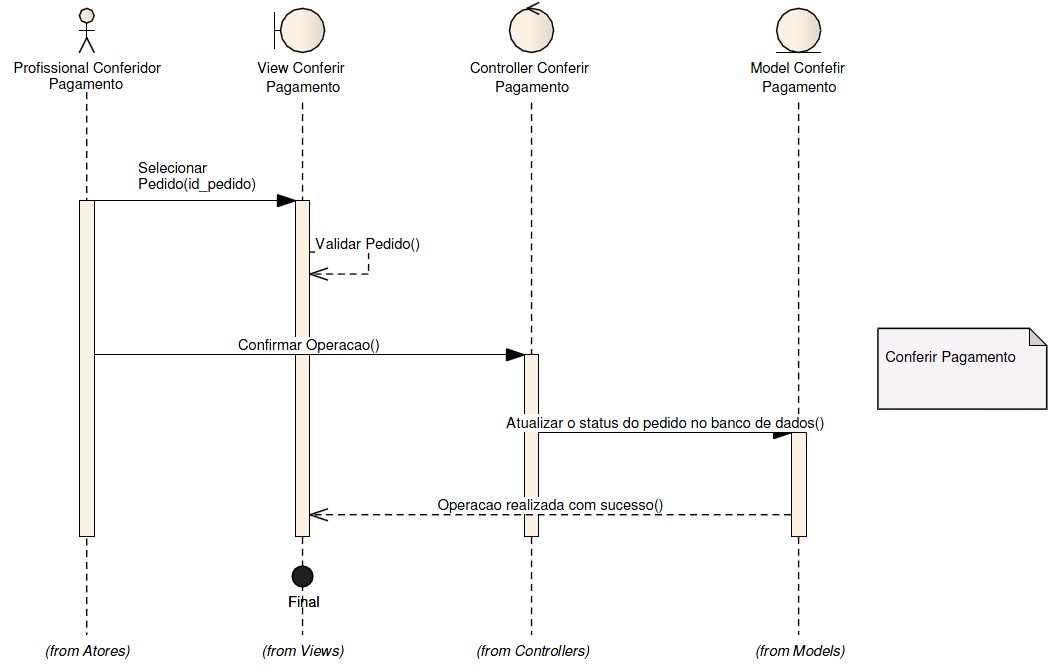 Profissional Conferidor
Pagamento
View Conferir
Pagamento
Controller Conferir
Pagamento
Model Confefir
Pagamento
Selecionar
Pedido(id_pedido)
Validar Pedido()
Confirmar Operacao()
Conferir Pagamento
Atualizar o status do pedido no banco de dados()
Operacao realizada com sucesso()
Final
(from Atores)
(from Views)
(from Controllers)
(from Models)